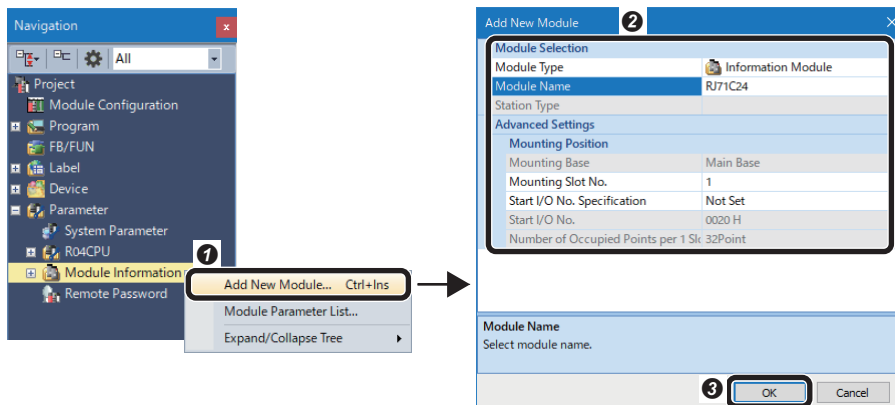 Navigation
All
Project
Module Configuration
Program
FB/FUN
Label
Device
Parameter
System Parameter
R04CPU
Module Information
Remote Password
1
Add New Module... Ctrl+Ins
Module Parameter List...
Expand/Collapse Tree
Add New Module
2
Module Selection
Module Type Information Module
Module Name RJ71C24
Station Type
Advanced Settings
Mounting Position
Mounting Base Main Base
Mounting Slot No. 1
Start I/O No. Specification Not Set
Start I/O No. 0020 H
Number of Occupied Points per 1 Slo 32Point
Module Name
Select module name.
3
OK Cancel